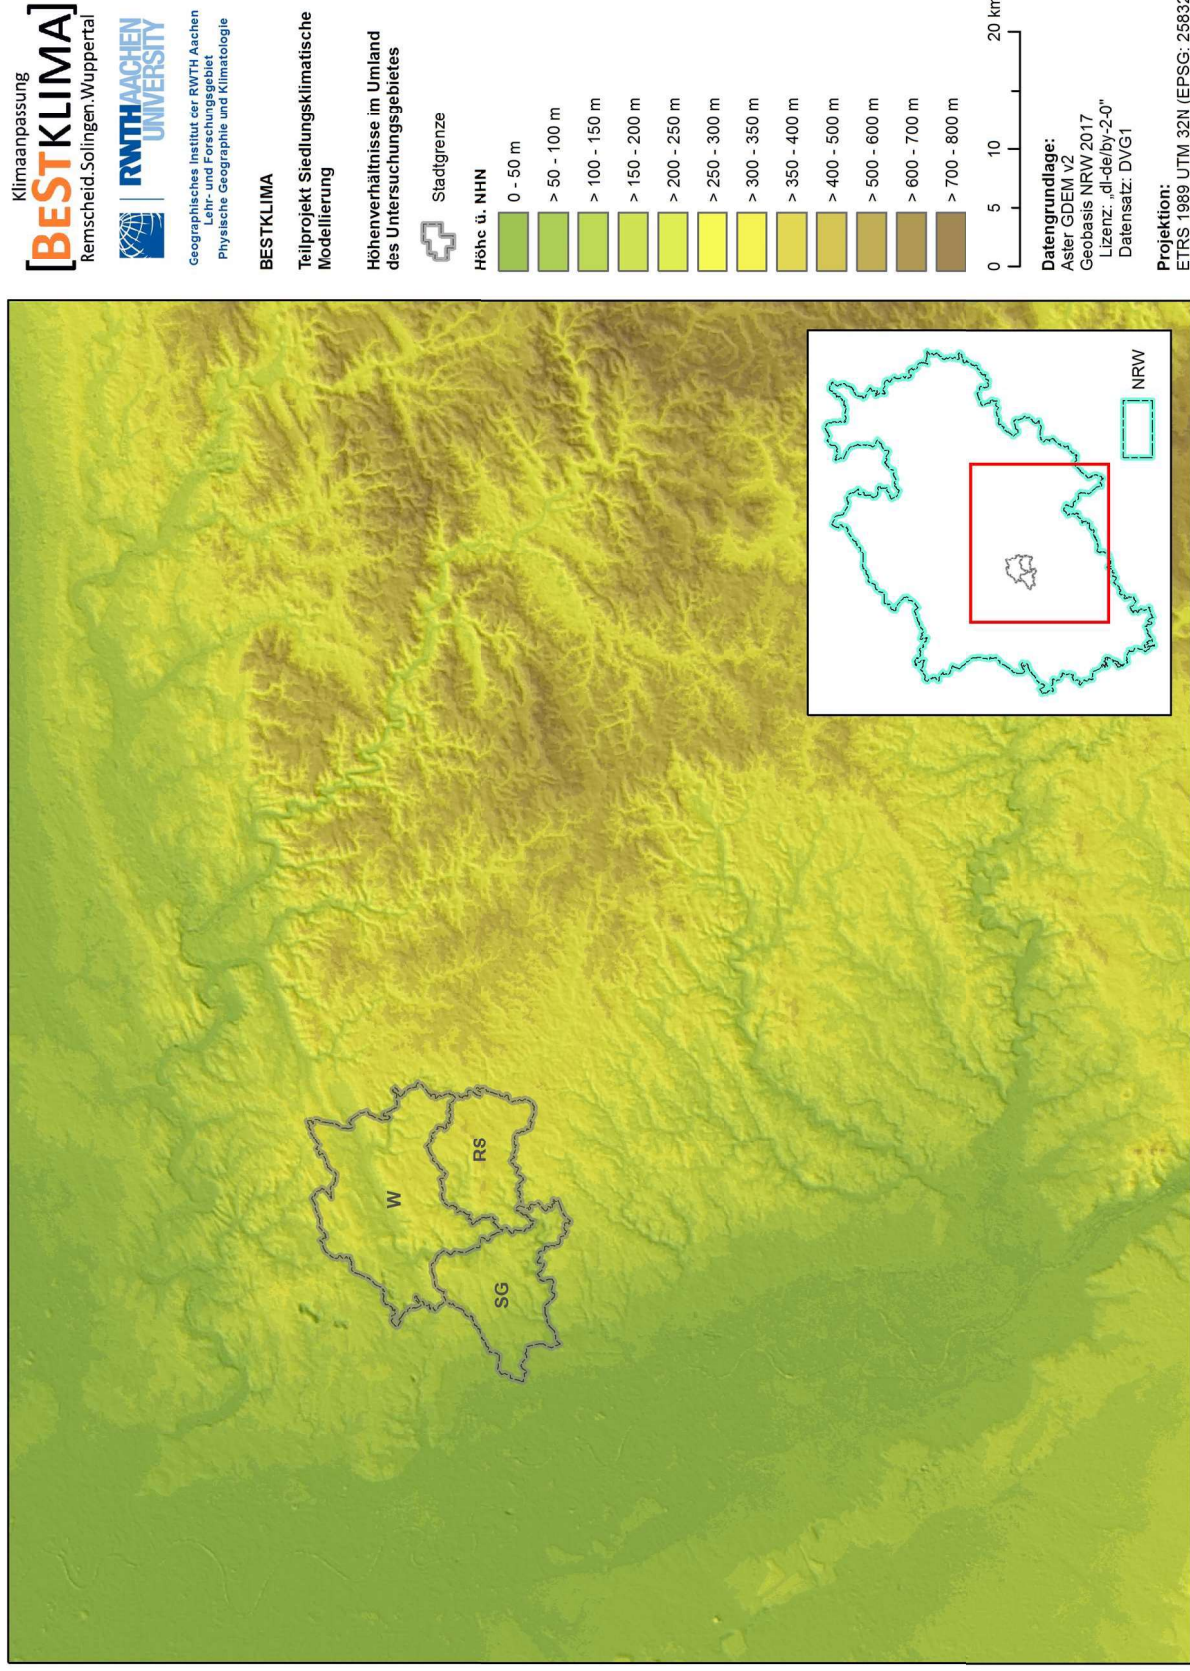 Klimaanpassung
[BESTKLIMA]
Remscheid.Solingen.Wuppertal
RWTHAACHEN
UNIVERSITY
Geographisches Institut cer RWTH Aachen
Lehr- und Forschungsgebiet
Physische Geographie und Klimatologie
BESTKLIMA
Teilprojekt Siedlungsklimatische
Modellierung
Höhenverhältnisse im Umland
des Untersuchungsgebietes
Stadtgrenze
Höhe ü. NHN
0 - 50 m
> 50 - 100 m
> 100 - 150 m
> 150 - 200 m
> 200 - 250 m
> 250 - 300 m
> 300 - 350 m
> 350 - 400 m
> 400 - 500 m
> 500 - 600 m
> 600 - 700 m
> 700 - 800 m
0 5 10 20 km
Datengrundlage:
Aster GDEM v2
Geobasis NRW 2017
Lizenz: „dl-de/by-2-0"
Datensatz: DVG1
Projektion:
ETRS 1989 UTM 32N (EPSG: 25832
W
RS
SG
NRW